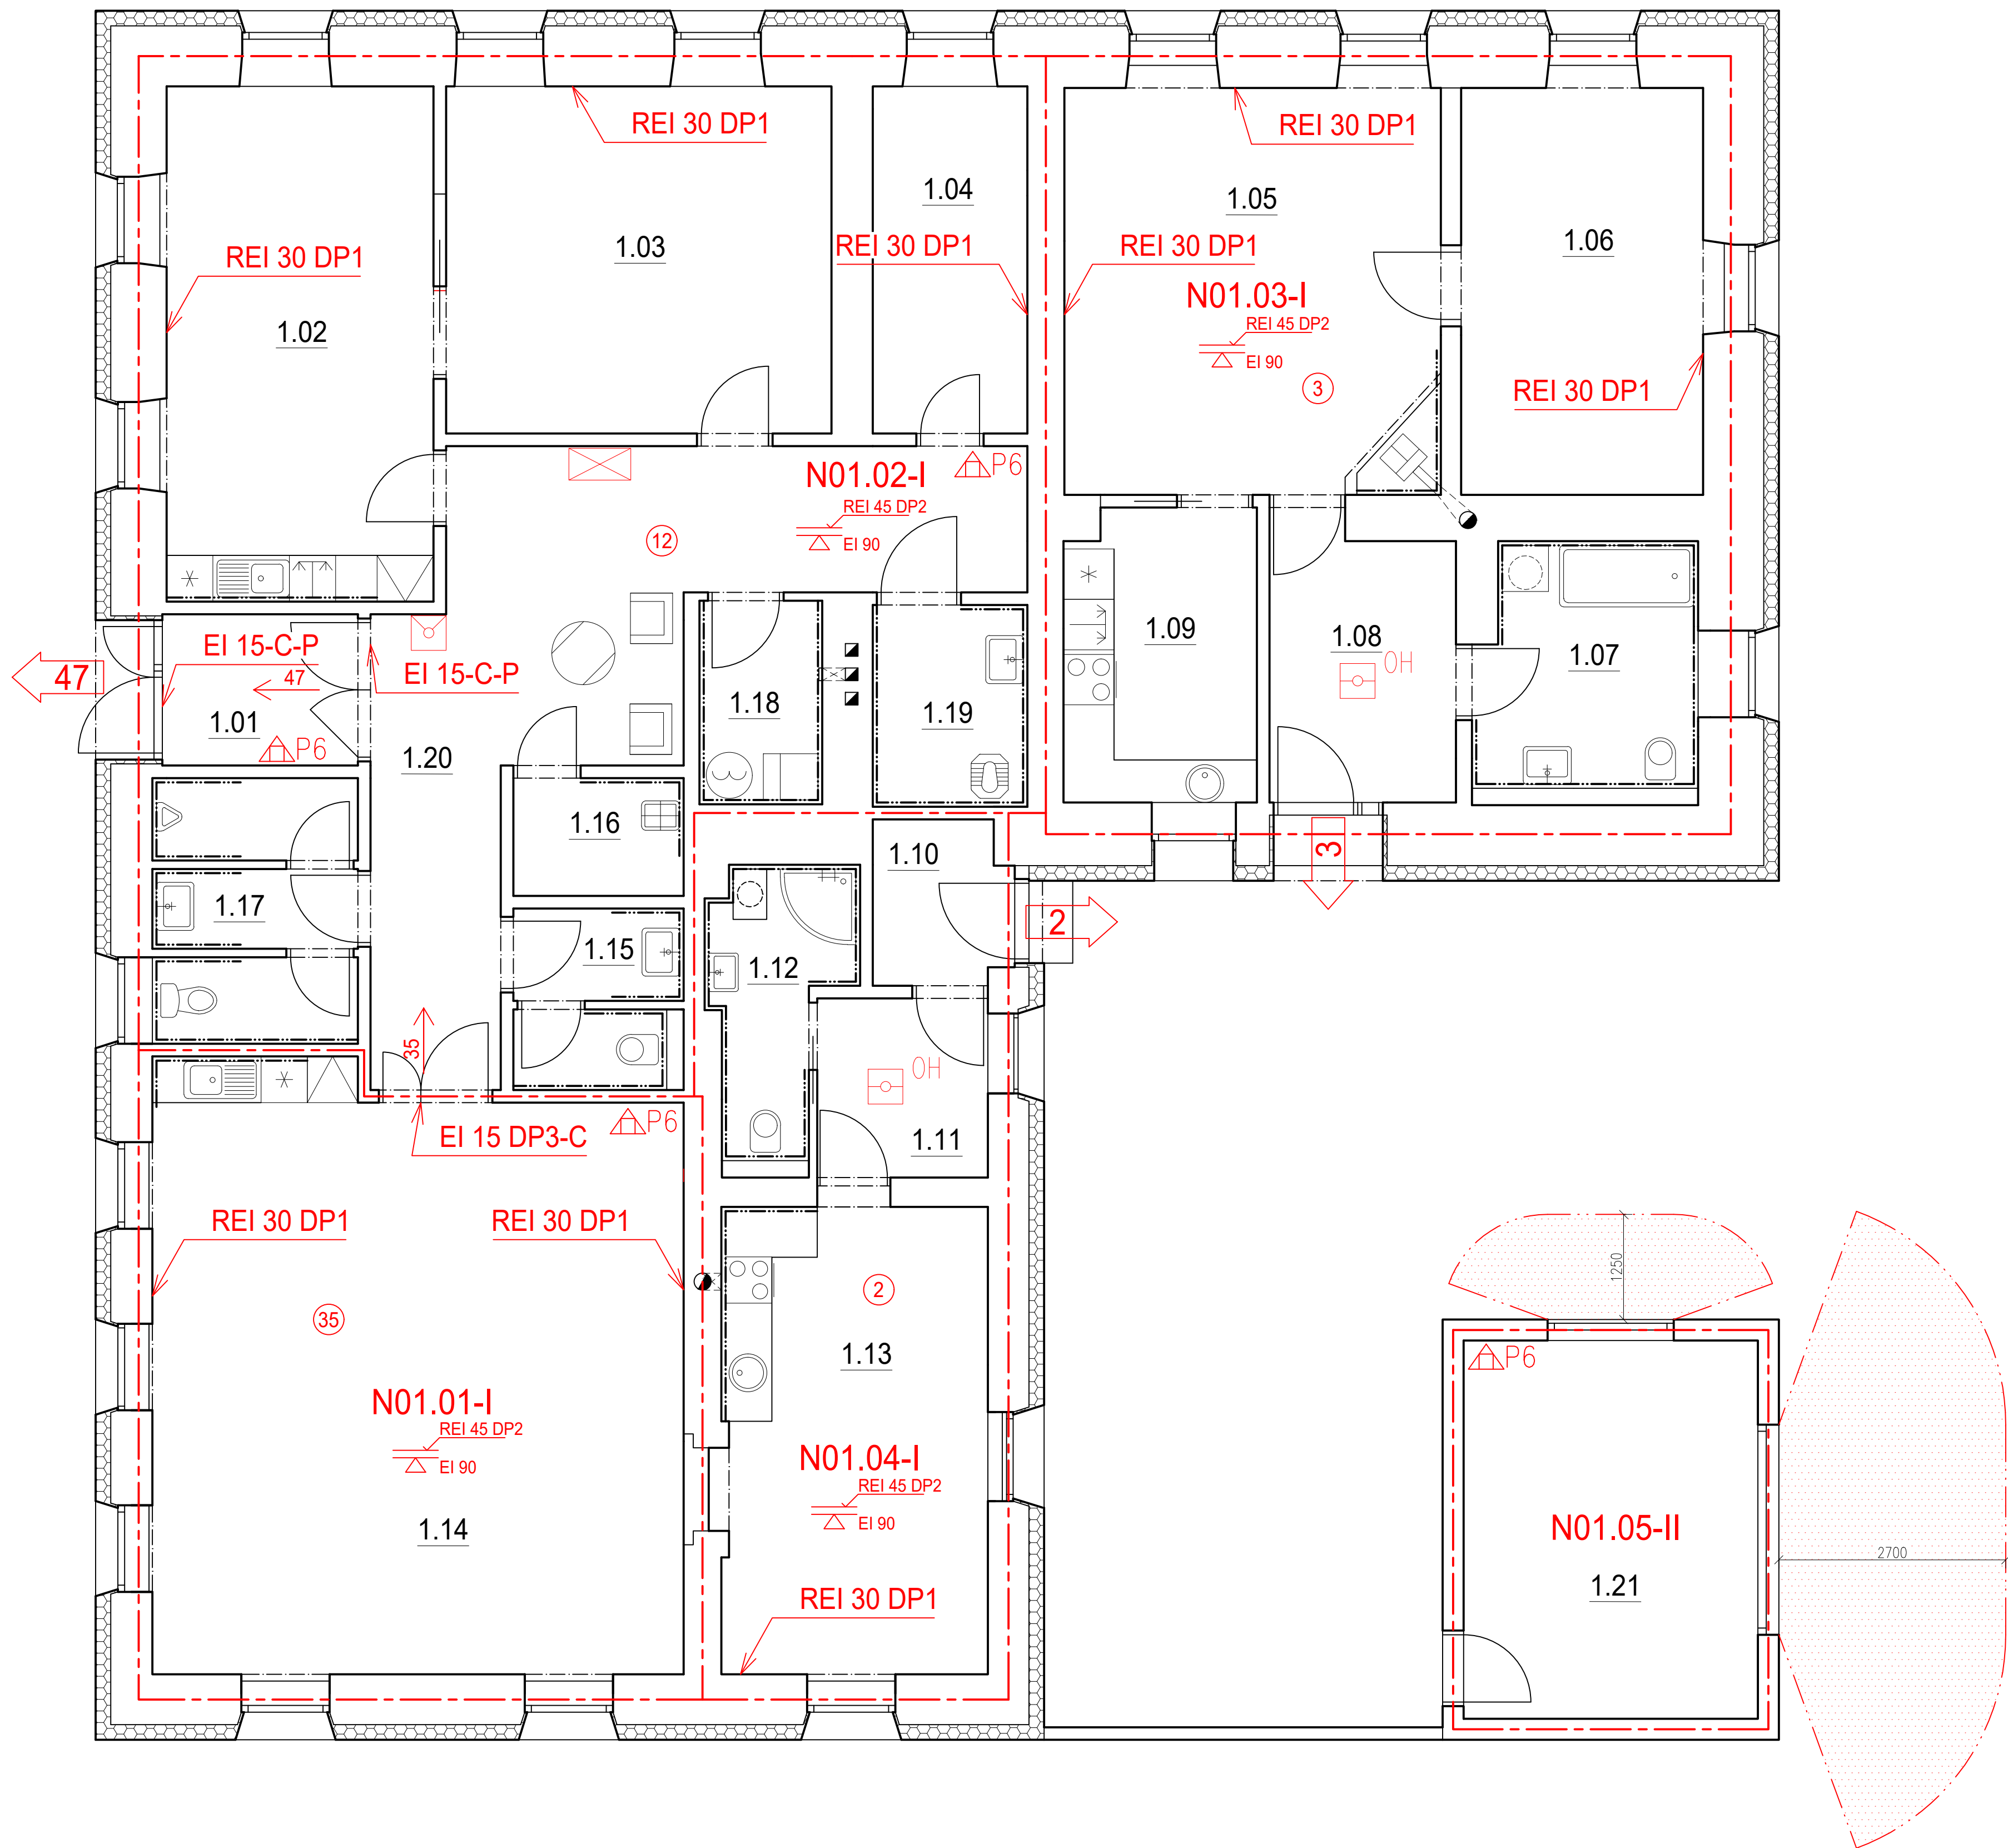 REI 30 DP1
REI 30 DP1
1.04
1.05
REI 30 DP1
1.03
REI 30 DP1
REI 30 DP1
1.06
N01.03-I
REI 45 DP2
EI 90
1.02
3
REI 30 DP1
N01.02-I
P6
REI 45 DP2
EI 90
12
1.09
1.08
OH
1.07
EI 15-C-P
EI 15-C-P
47
47
1.01
P6
1.20
1.18
1.19
1.16
1.10
3
1.17
2
1.15
1.12
35
OH
P6
EI 15 DP3-C
1.11
REI 30 DP1
REI 30 DP1
1250
2
35
1.13
P6
N01.01-I
REI 45 DP2
EI 90
N01.04-I
REI 45 DP2
EI 90
1.14
N01.05-II
2700
1.21
REI 30 DP1